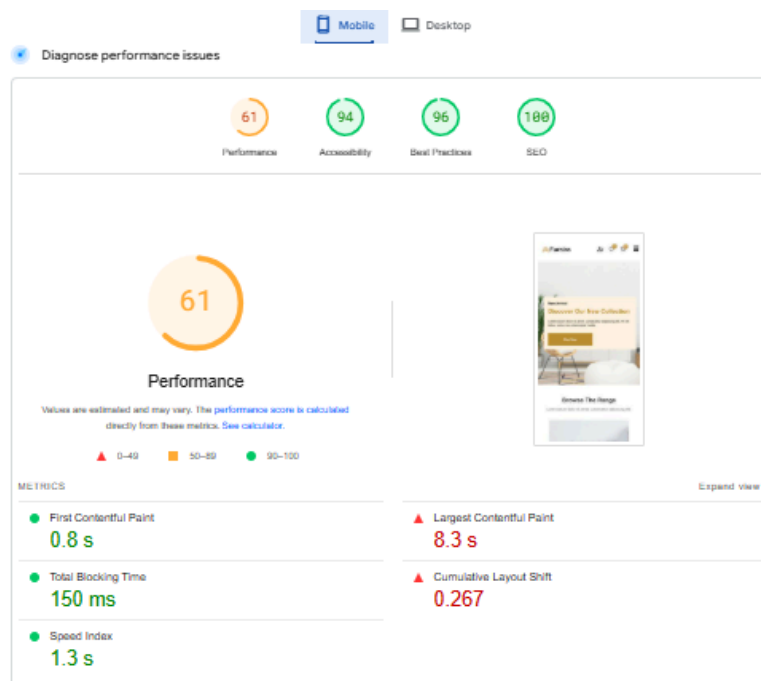 Mobile
Desktop
Diagnose performance issues
61
94
96
100
Performance
Accessibility
Best Practices
SEO
61
Performance
Values are estimated and may vary. The performance score is calculated
directly from these metrics. See calculator.
0–49
50–89
90–100
Discover Our New Collection
Browse The Range
METRICS
Expand view
First Contentful Paint
0.8 s
Largest Contentful Paint
8.3 s
Total Blocking Time
150 ms
Cumulative Layout Shift
0.267
Speed Index
1.3 s